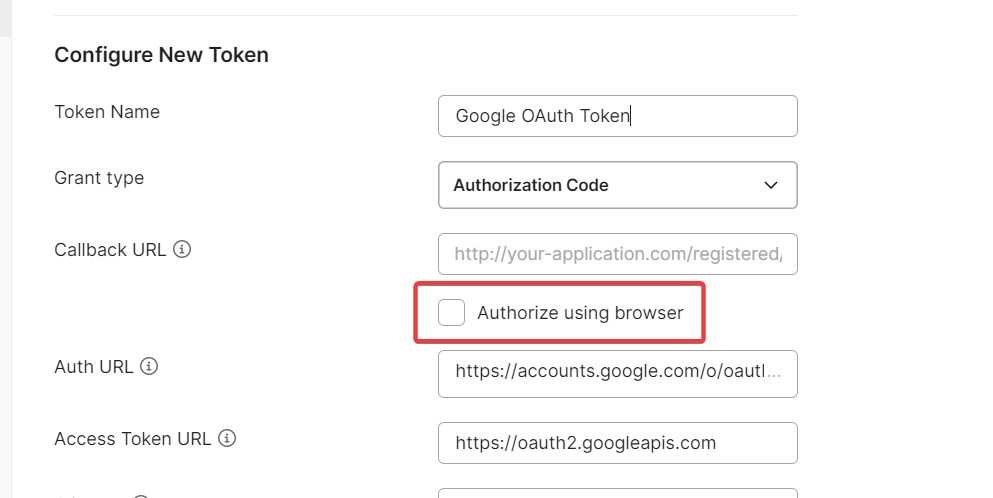 Configure New Token
Token Name
Google OAuth Token
Grant type
Authorization Code
Callback URL
http://your-application.com/registered/
Authorize using browser
Auth URL
https://accounts.google.com/o/oautl...
Access Token URL
https://oauth2.googleapis.com